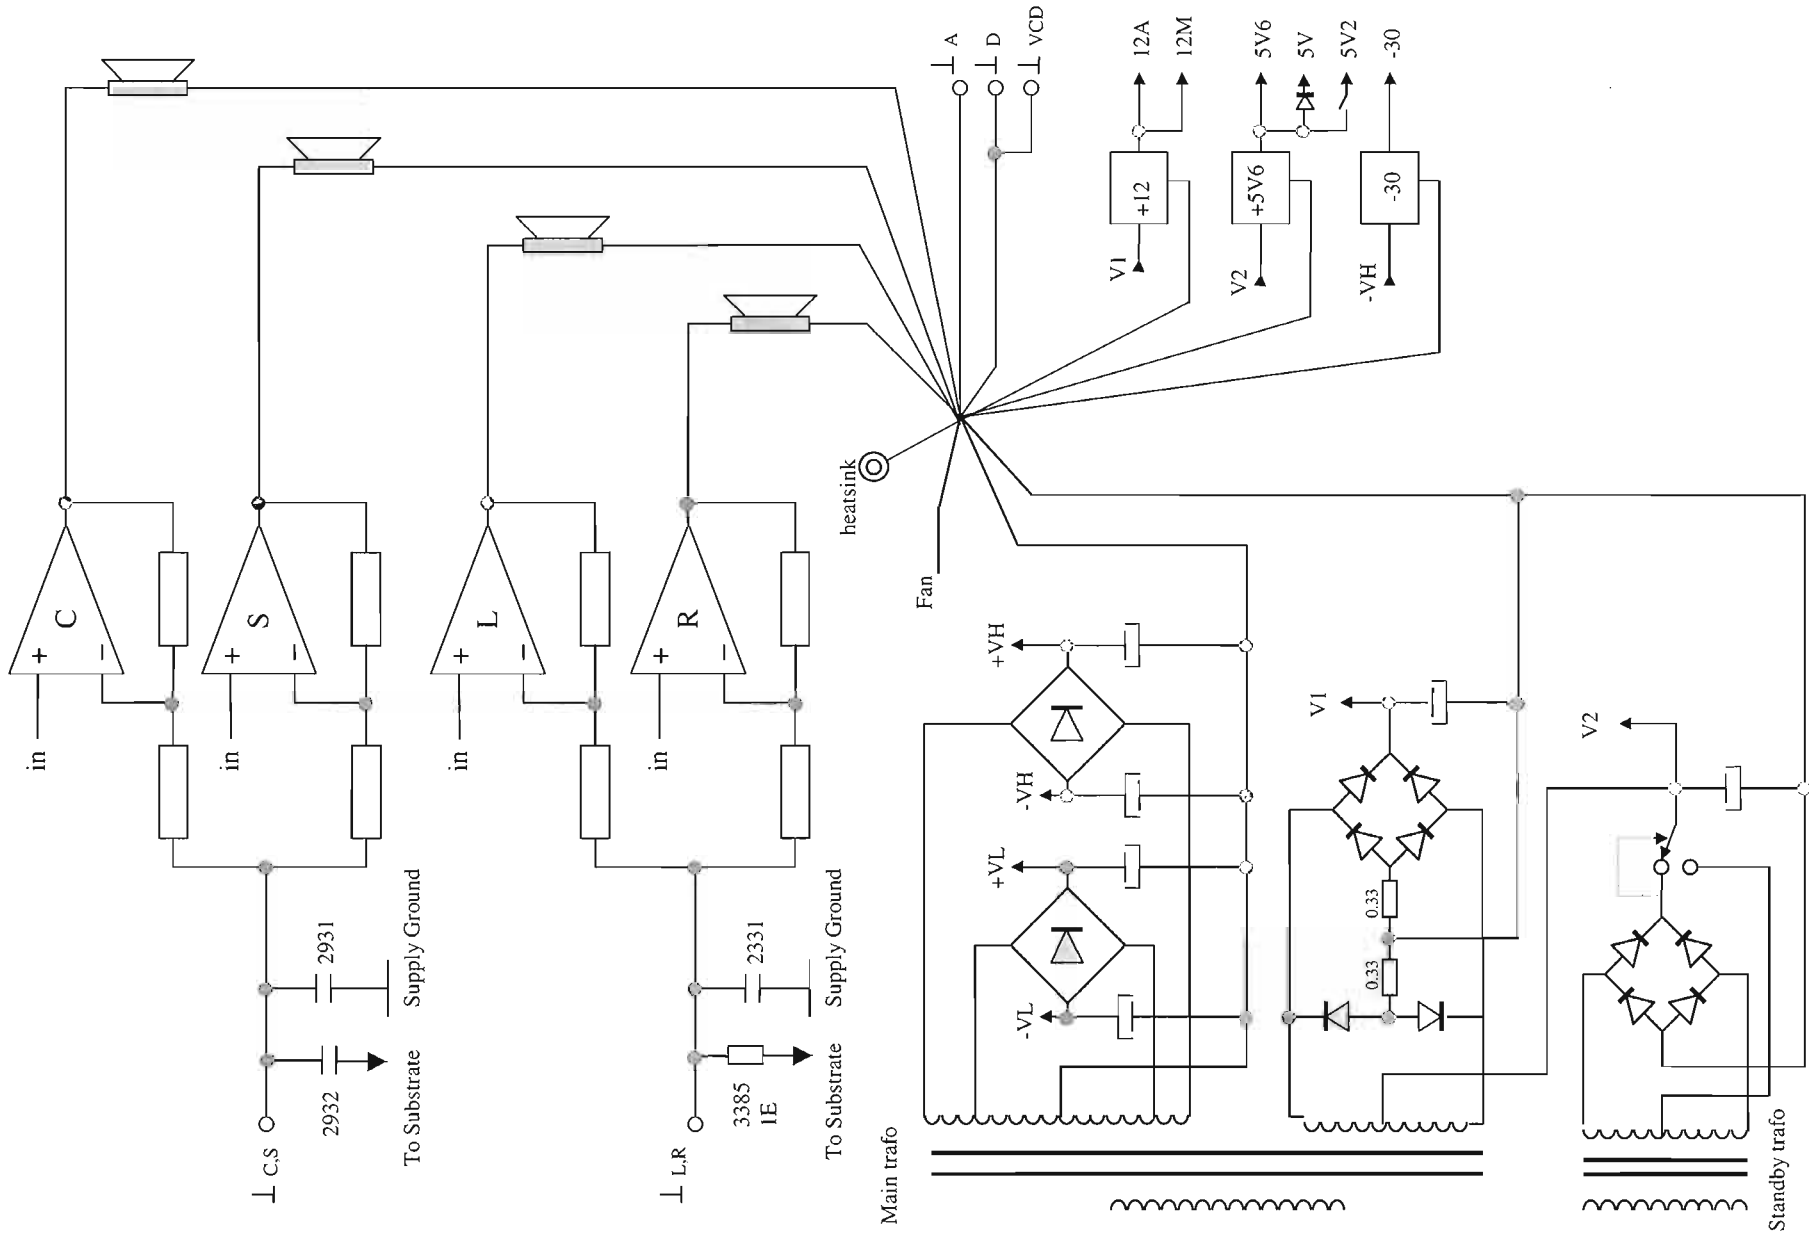 ⊥ A
⊥ D
⊥ VCD
12A
12M
5V6
5V
5V2
-30
+12
+5V6
-30
V1
V2
-VH
heatsink
Fan
C
+
-
in
S
+
-
in
L
+
-
in
R
+
-
in
2931
Supply Ground
2932
To Substrate
⊥ C,S
2331
Supply Ground
3385
1E
To Substrate
⊥ L,R
+VH
-VH
+VL
-VL
V1
0.33
0.33
V2
Main trafo
Standby trafo